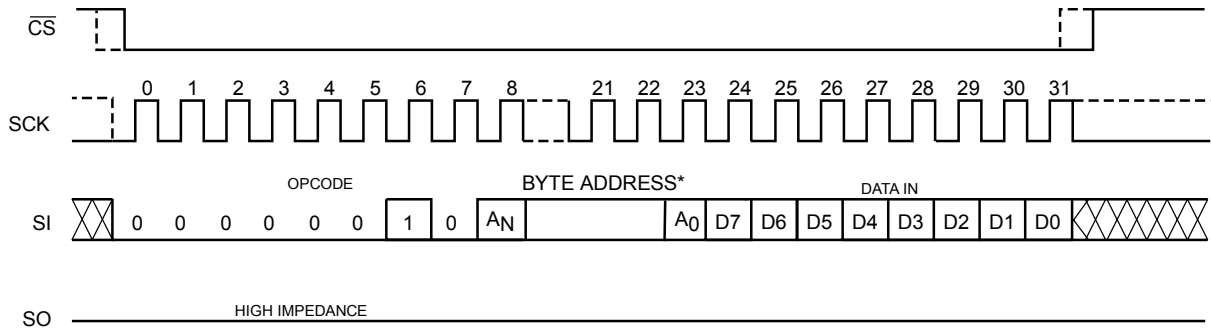 CS
0 1 2 3 4 5 6 7 8 21 22 23 24 25 26 27 28 29 30 31
SCK
OPCODE BYTE ADDRESS* DATA IN
SI 0 0 0 0 0 0 1 0 AN A0 D7 D6 D5 D4 D3 D2 D1 D0
HIGH IMPEDANCE
SO